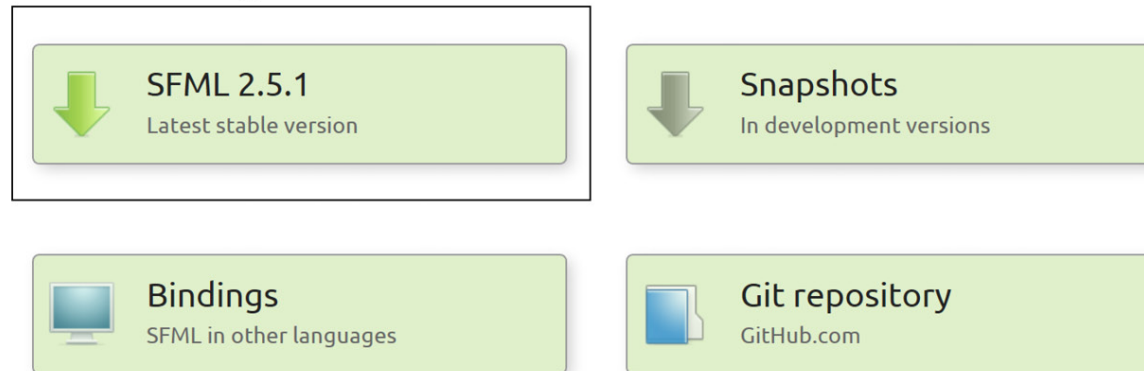 SFML 2.5.1
Latest stable version
Snapshots
In development versions
Bindings
SFML in other languages
Git repository
GitHub.com